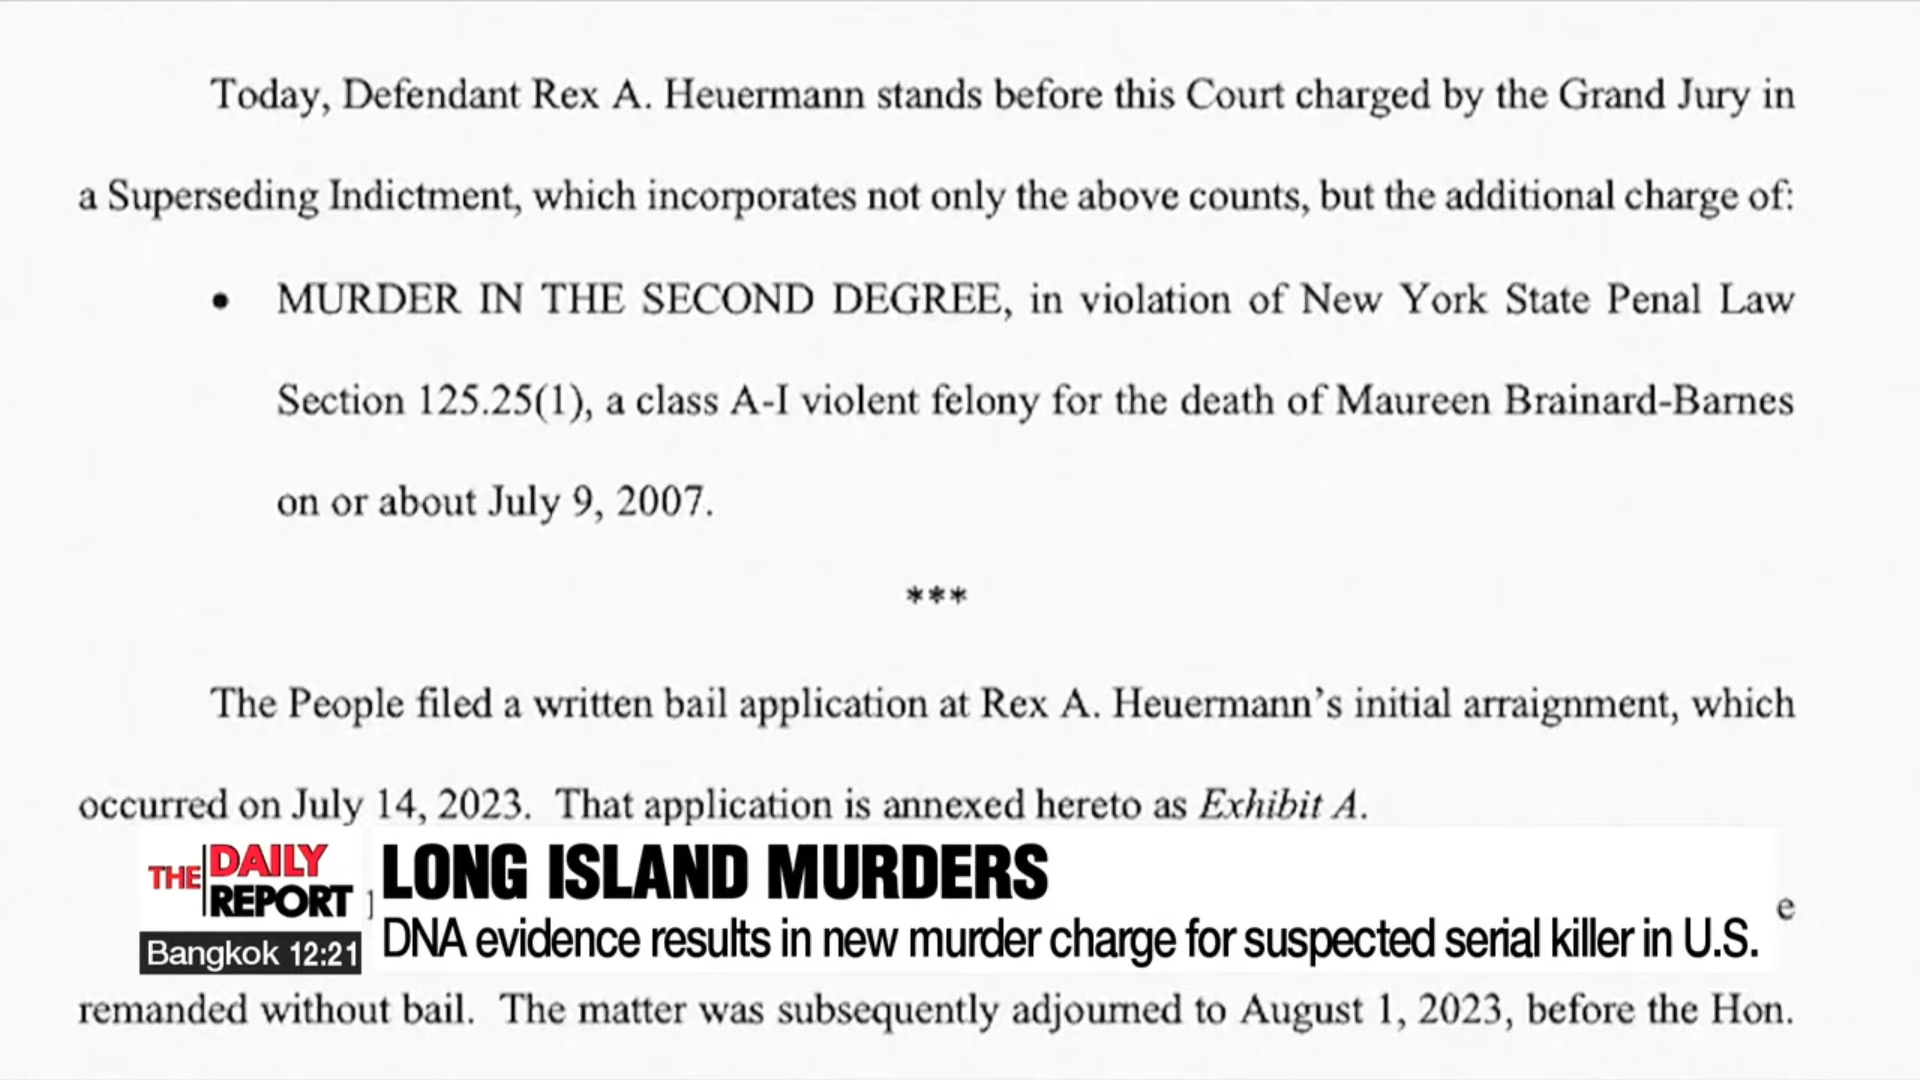 Today, Defendant Rex A. Heuermann stands before this Court charged by the Grand Jury in
a Superseding Indictment, which incorporates not only the above counts, but the additional charge of:
• MURDER IN THE SECOND DEGREE, in violation of New York State Penal Law
Section 125.25(1), a class A-I violent felony for the death of Maureen Brainard-Barnes
on or about July 9, 2007.
***
The People filed a written bail application at Rex A. Heuermann’s initial arraignment, which
occurred on July 14, 2023. That application is annexed hereto as Exhibit A.
THE DAILY REPORT
LONG ISLAND MURDERS
Bangkok 12:21
DNA evidence results in new murder charge for suspected serial killer in U.S.
remanded without bail. The matter was subsequently adjourned to August 1, 2023, before the Hon.